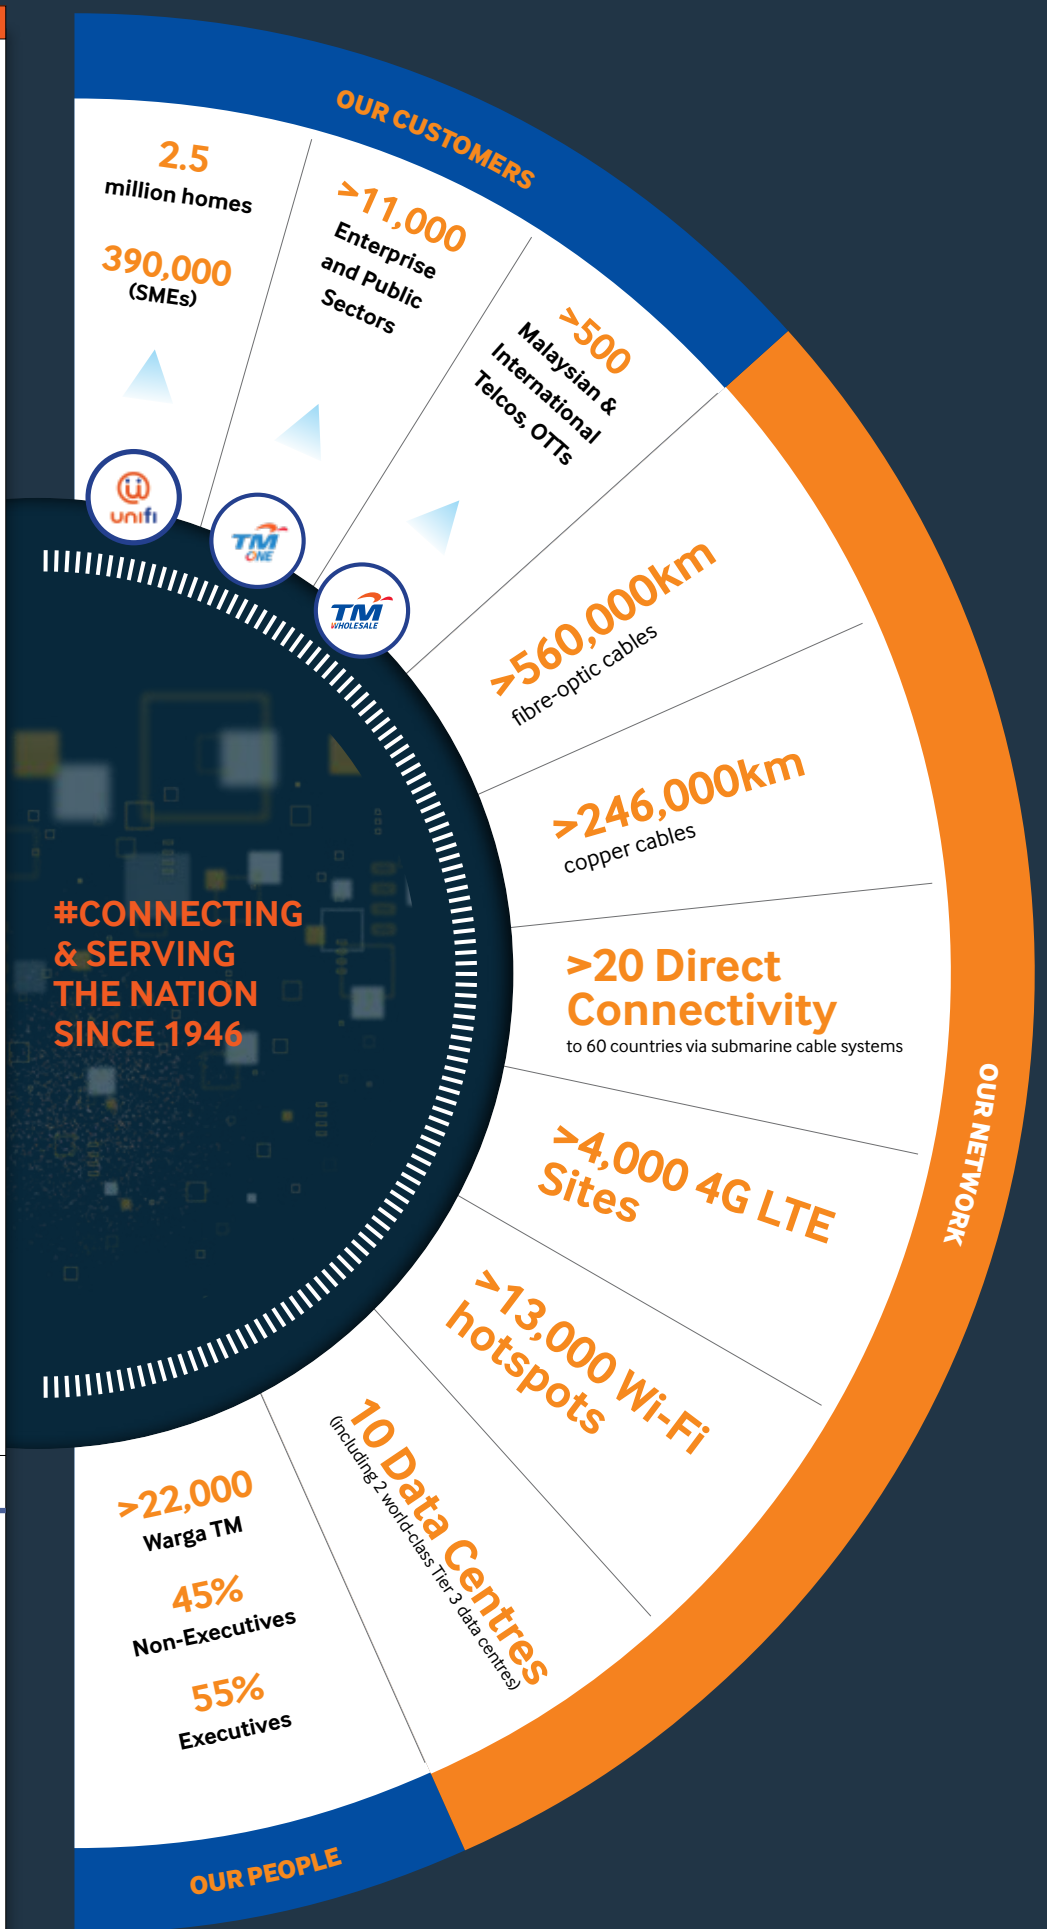 OUR CUSTOMERS
2.5
million homes
390,000
(SMEs)
>11,000
Enterprise
and Public
Sectors
>500
Malaysian &
International
Telcos, OTTs
unifi
TM
ONE
TM
WHOLESALE
>560,000km
fibre-optic cables
>246,000km
copper cables
#CONNECTING
& SERVING
THE NATION
SINCE 1946
>20 Direct
Connectivity
to 60 countries via submarine cable systems
OUR NETWORK
>4,000 4G LTE
Sites
>13,000 Wi-Fi
hotspots
10 Data Centres
(including 2 world-class Tier 3 data centres)
>22,000
Warga TM
45%
Non-Executives
55%
Executives
OUR PEOPLE